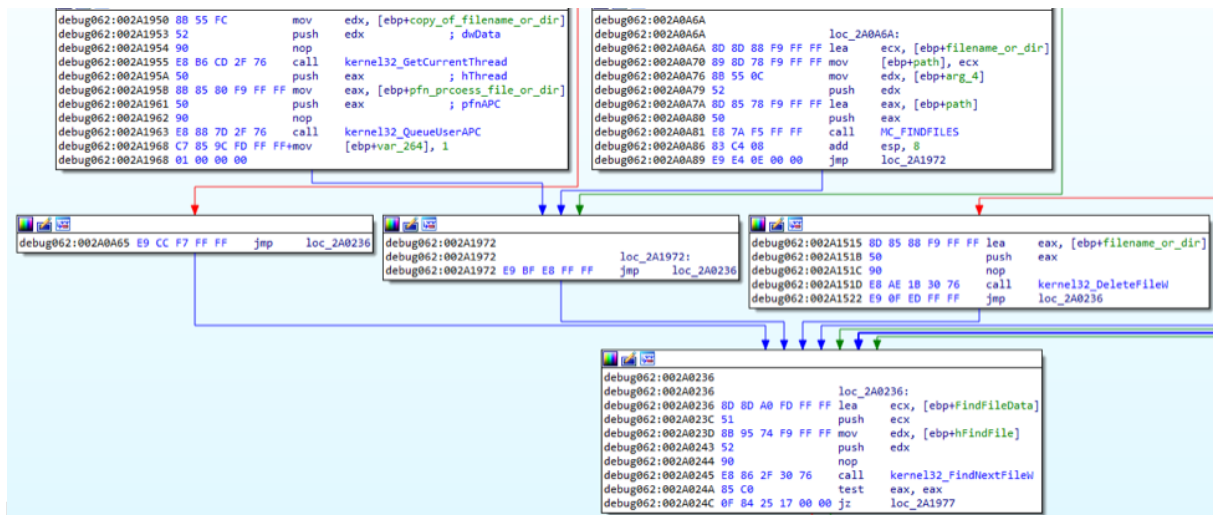 debug062:002A1950 8B 55 FC mov edx, [ebp+copy_of_filename_or_dir]
debug062:002A1953 52 push edx ; dwData
debug062:002A1954 90 nop
debug062:002A1955 E8 B6 CD 2F 76 call kernel32_GetCurrentThread
debug062:002A195A 50 push eax ; hThread
debug062:002A195B 8B 85 80 F9 FF FF mov eax, [ebp+pfn_prcoess_file_or_dir]
debug062:002A1961 50 push eax ; pfnAPC
debug062:002A1962 90 nop
debug062:002A1963 E8 88 7D 2F 76 call kernel32_QueueUserAPC
debug062:002A1968 C7 85 9C FD FF FF+mov [ebp+var_264], 1
debug062:002A1968 01 00 00 00
debug062:002A0A6A
debug062:002A0A6A loc_2A0A6A:
debug062:002A0A6A 8D 8D 88 F9 FF FF lea ecx, [ebp+filename_or_dir]
debug062:002A0A70 89 8D 78 F9 FF FF mov [ebp+path], ecx
debug062:002A0A76 8B 55 0C mov edx, [ebp+arg_4]
debug062:002A0A79 52 push edx
debug062:002A0A7A 8D 85 78 F9 FF FF lea eax, [ebp+path]
debug062:002A0A80 50 push eax
debug062:002A0A81 E8 7A F5 FF FF call MC_FINDFILES
debug062:002A0A86 83 C4 08 add esp, 8
debug062:002A0A89 E9 E4 0E 00 00 jmp loc_2A1972
debug062:002A0A65 E9 CC F7 FF FF jmp loc_2A0236
debug062:002A1972
debug062:002A1972 loc_2A1972:
debug062:002A1972 E9 BF E8 FF FF jmp loc_2A0236
debug062:002A1515 8D 85 88 F9 FF FF lea eax, [ebp+filename_or_dir]
debug062:002A151B 50 push eax
debug062:002A151C 90 nop
debug062:002A151D E8 AE 1B 30 76 call kernel32_DeleteFileW
debug062:002A1522 E9 0F ED FF FF jmp loc_2A0236
debug062:002A0236
debug062:002A0236 loc_2A0236:
debug062:002A0236 8D 8D A0 FD FF FF lea ecx, [ebp+FindFileData]
debug062:002A023C 51 push ecx
debug062:002A023D 8B 95 74 F9 FF FF mov edx, [ebp+hFindFile]
debug062:002A0243 52 push edx
debug062:002A0244 90 nop
debug062:002A0245 E8 86 2F 30 76 call kernel32_FindNextFileW
debug062:002A024A 85 C0 test eax, eax
debug062:002A024C 0F 84 25 17 00 00 jz loc_2A1977